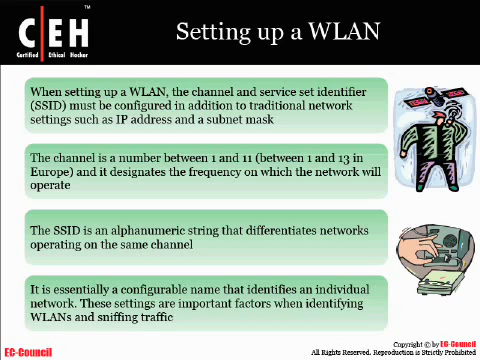 C|EH
TM
Certified Ethical Hacker
Setting up a WLAN
When setting up a WLAN, the channel and service set identifier
(SSID) must be configured in addition to traditional network
settings such as IP address and a subnet mask
The channel is a number between 1 and 11 (between 1 and 13 in
Europe) and it designates the frequency on which the network will
operate
The SSID is an alphanumeric string that differentiates networks
operating on the same channel
It is essentially a configurable name that identifies an individual
network. These settings are important factors when identifying
WLANs and sniffing traffic
EC-Council
Copyright © by EC-Council
All Rights Reserved. Reproduction is Strictly Prohibited